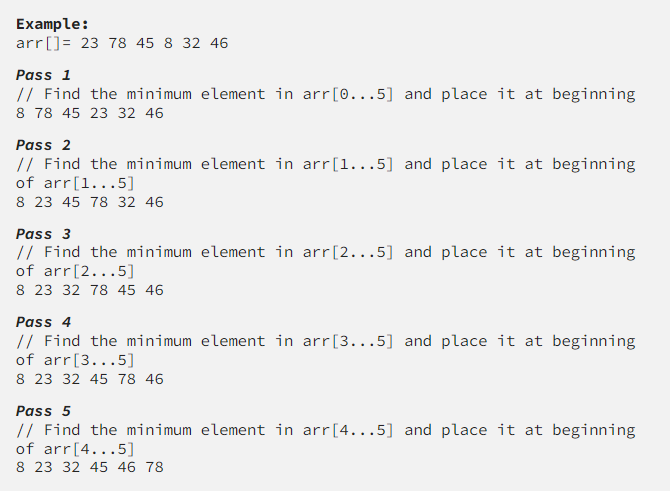 Example:
arr[]= 23 78 45 8 32 46
Pass 1
// Find the minimum element in arr[0...5] and place it at beginning
8 78 45 23 32 46
Pass 2
// Find the minimum element in arr[1...5] and place it at beginning
of arr[1...5]
8 23 45 78 32 46
Pass 3
// Find the minimum element in arr[2...5] and place it at beginning
of arr[2...5]
8 23 32 78 45 46
Pass 4
// Find the minimum element in arr[3...5] and place it at beginning
of arr[3...5]
8 23 32 45 78 46
Pass 5
// Find the minimum element in arr[4...5] and place it at beginning
of arr[4...5]
8 23 32 45 46 78